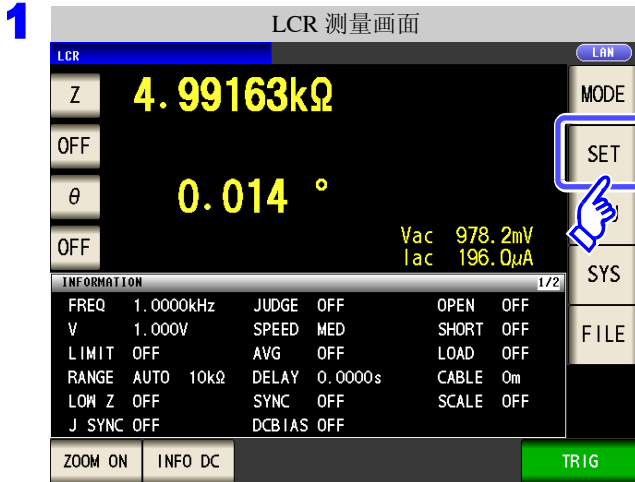 1
LCR 测量画面
LCR
LAN
Z 4.99163kΩ
MODE
OFF
SET
θ 0.014 °
OFF
Vac 978.2mV
Iac 196.0μA
SYS
INFORMATION 1/2
FREQ 1.0000kHz JUDGE OFF OPEN OFF
FILE
V 1.000V SPEED MED SHORT OFF
LIMIT OFF AVG OFF LOAD OFF
RANGE AUTO 10kΩ DELAY 0.0000s CABLE 0m
LOW Z OFF SYNC OFF SCALE OFF
J SYNC OFF DCBIAS OFF
ZOOM ON INFO DC TRIG